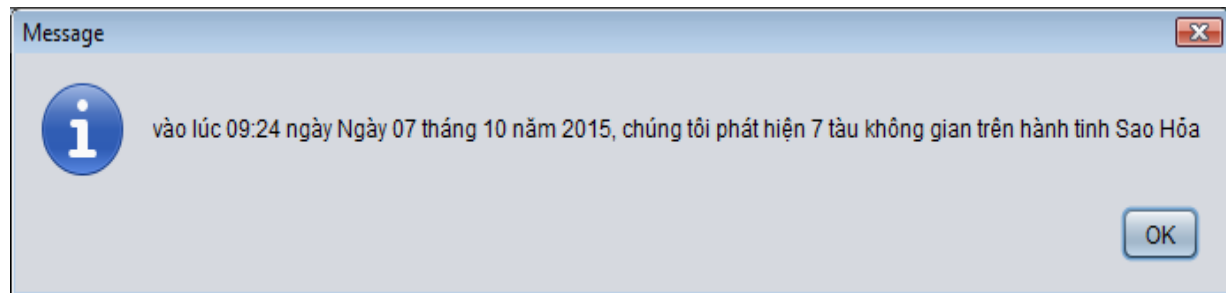 Message
vào lúc 09:24 ngày Ngày 07 tháng 10 năm 2015, chúng tôi phát hiện 7 tàu không gian trên hành tinh Sao Hỏa
OK